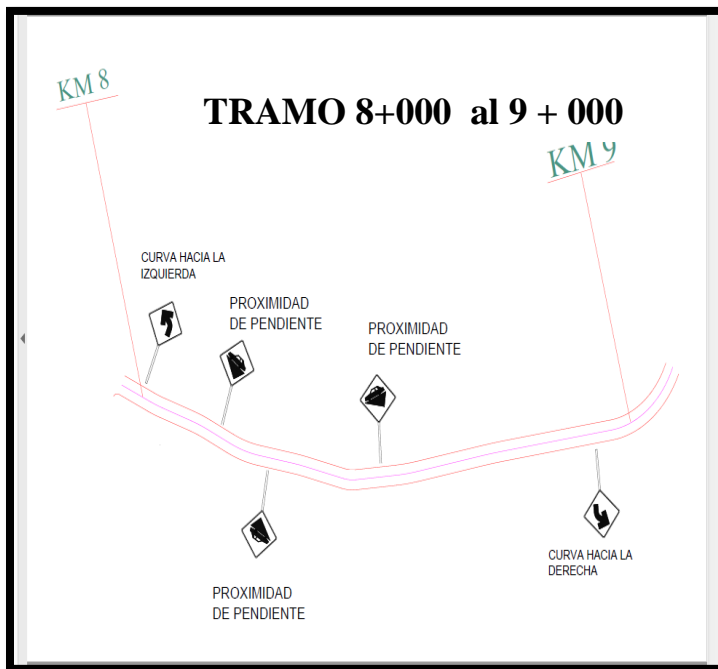 KM 8
TRAMO 8+000 al 9 + 000
KM 9
CURVA HACIA LA
IZQUIERDA
PROXIMIDAD
DE PENDIENTE
PROXIMIDAD
DE PENDIENTE
PROXIMIDAD
DE PENDIENTE
CURVA HACIA LA
DERECHA